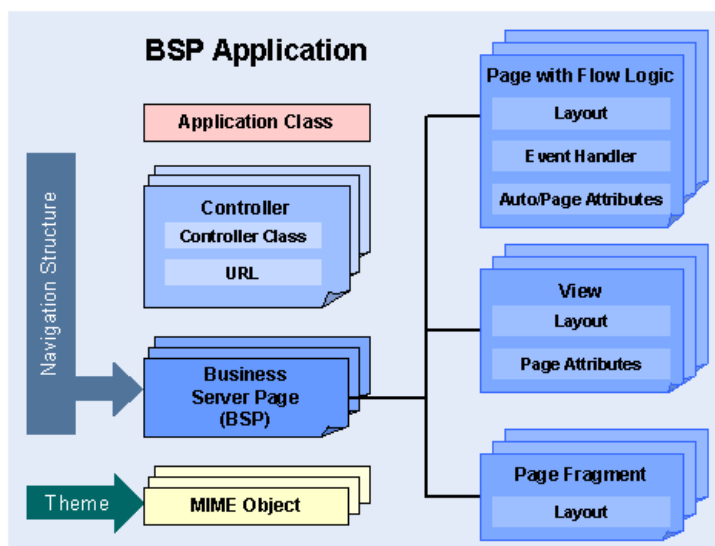 BSP Application
Application Class
Navigation Structure
Controller
Controller Class
URL
Business
Server Page
(BSP)
Theme
MIME Object
Page with Flow Logic
Layout
Event Handler
Auto/Page Attributes
View
Layout
Page Attributes
Page Fragment
Layout